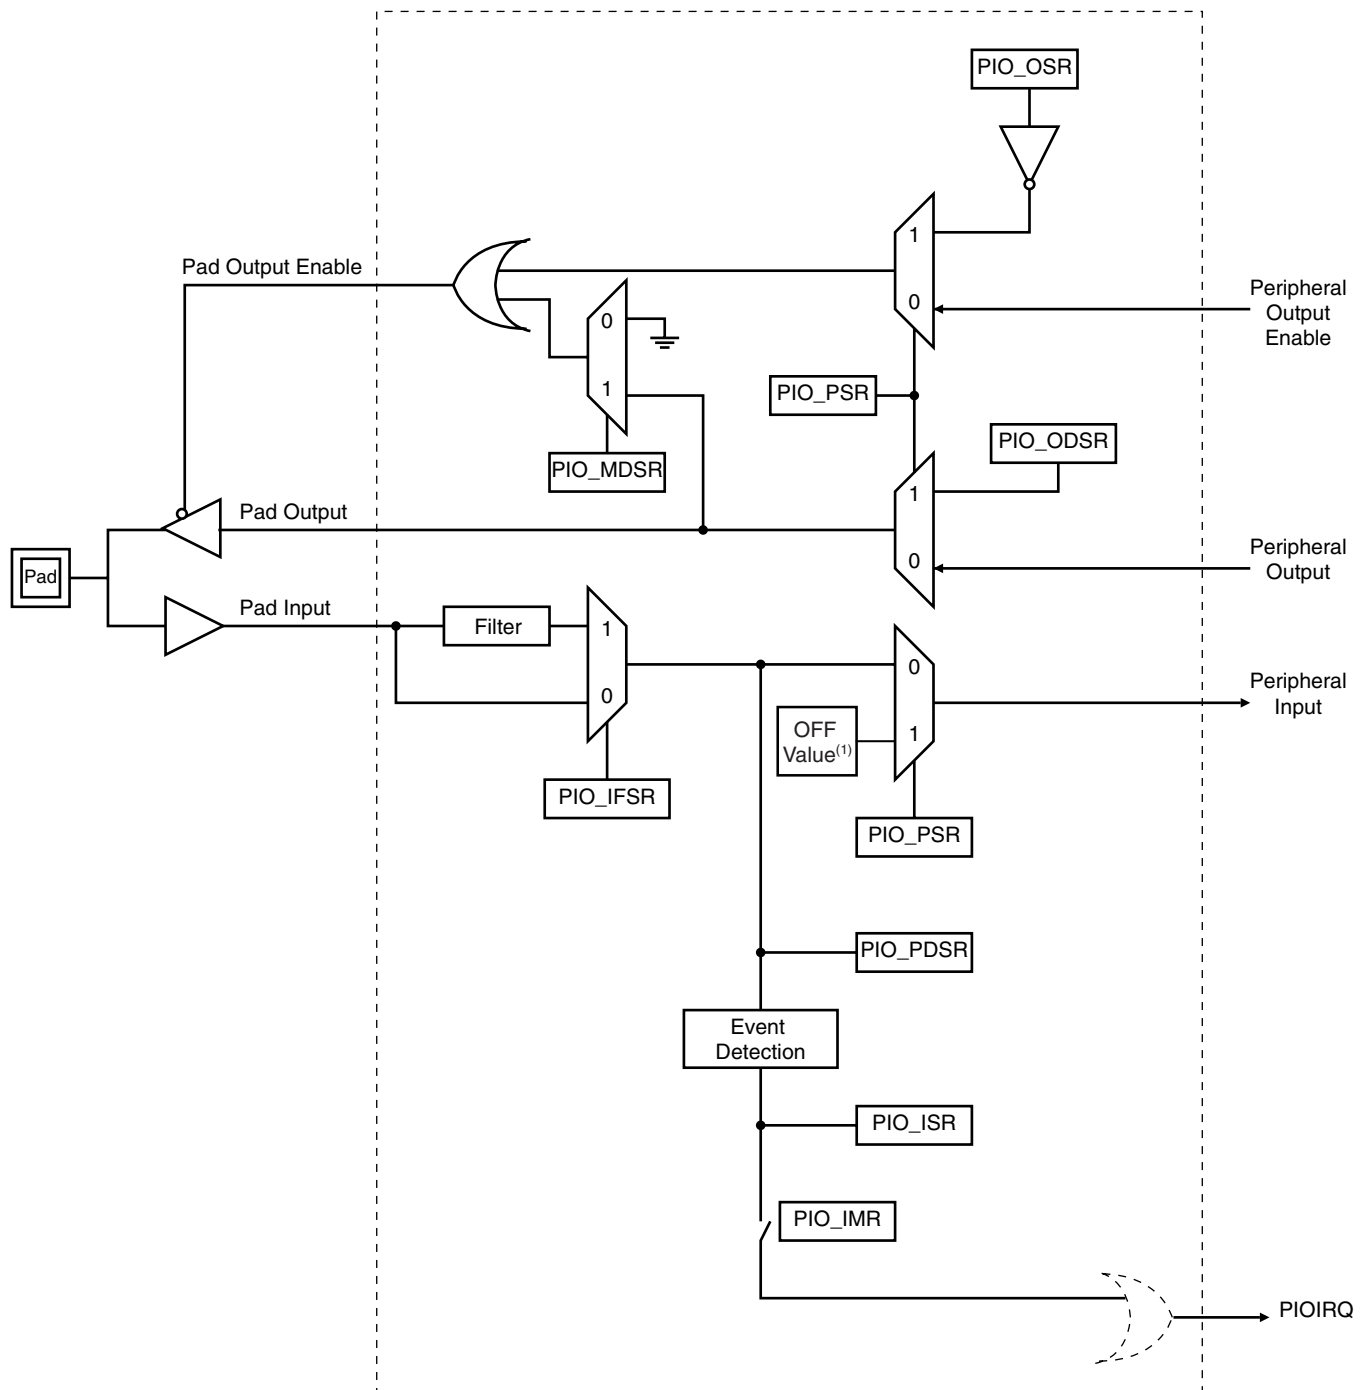 PIO_OSR
1
Pad Output Enable
0
Peripheral
Output
Enable
0
1
PIO_PSR
PIO_MDSR
PIO_ODSR
1
Pad Output
0
Peripheral
Output
Pad
Pad Input
Filter
1
0
0
Peripheral
Input
OFF
Value(1)
1
PIO_IFSR
PIO_PSR
PIO_PDSR
Event
Detection
PIO_ISR
PIO_IMR
PIOIRQ